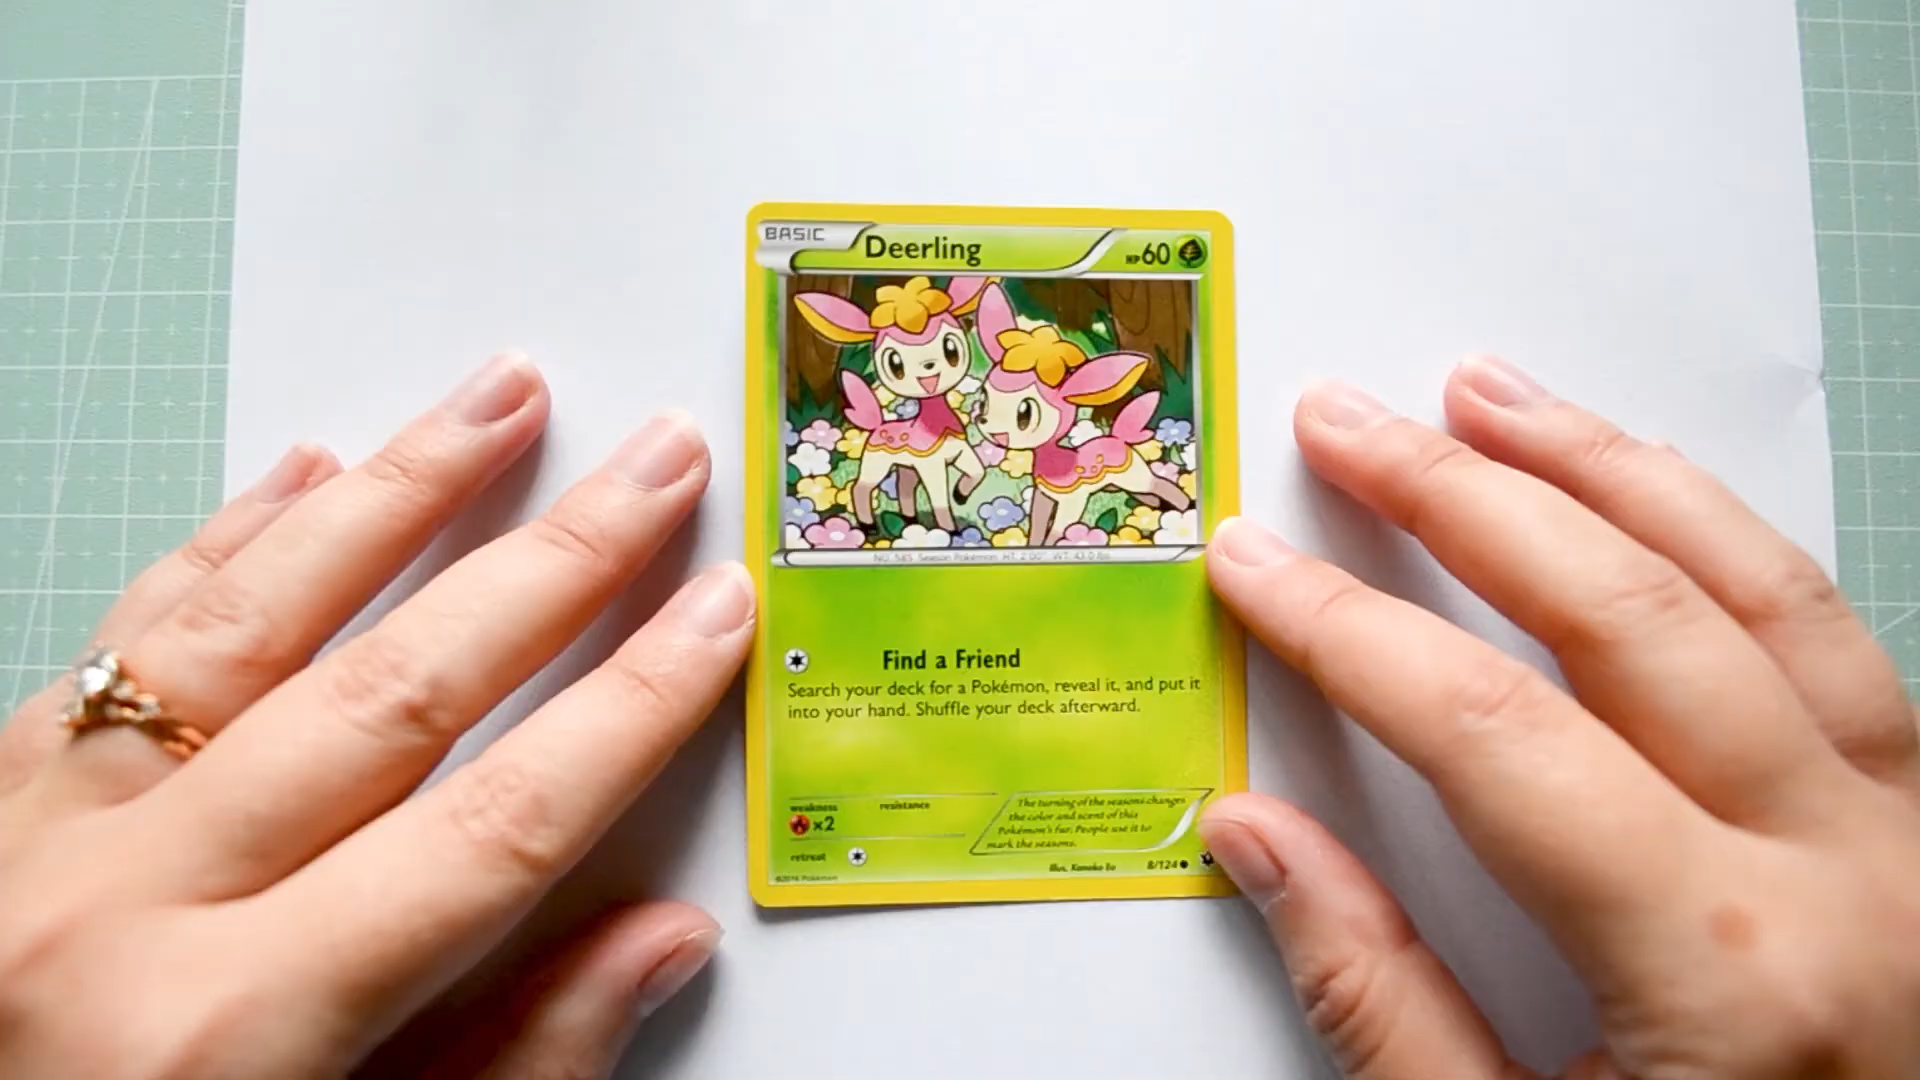 BASIC Deerling HP60
NO. 585 Season Pokémon HT: 2'00" WT: 43.0 lbs.
Find a Friend
Search your deck for a Pokémon, reveal it, and put it
into your hand. Shuffle your deck afterward.
weakness resistance
×2
retreat
The turning of the seasons changes
the color and scent of this
Pokémon's fur. People use it to
mark the seasons.
Illus. Kanako Eo 8/124
©2016 Pokémon